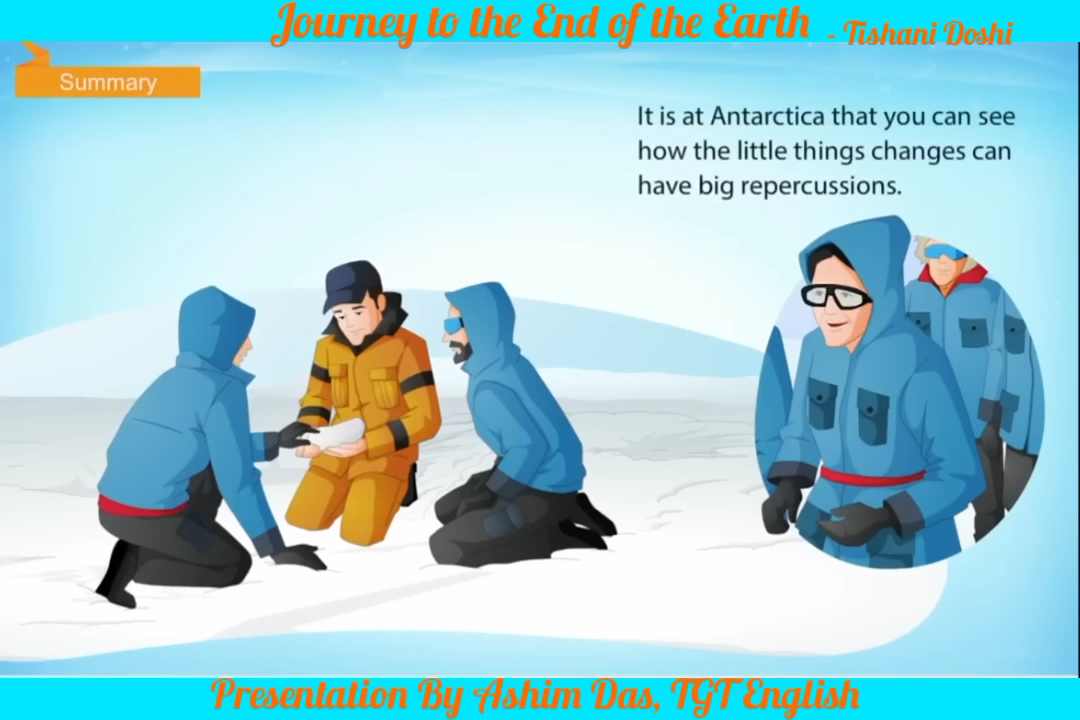 Journey to the End of the Earth - Tishani Doshi
Summary
It is at Antarctica that you can see
how the little things changes can
have big repercussions.
Presentation By Ashim Das, TGT English